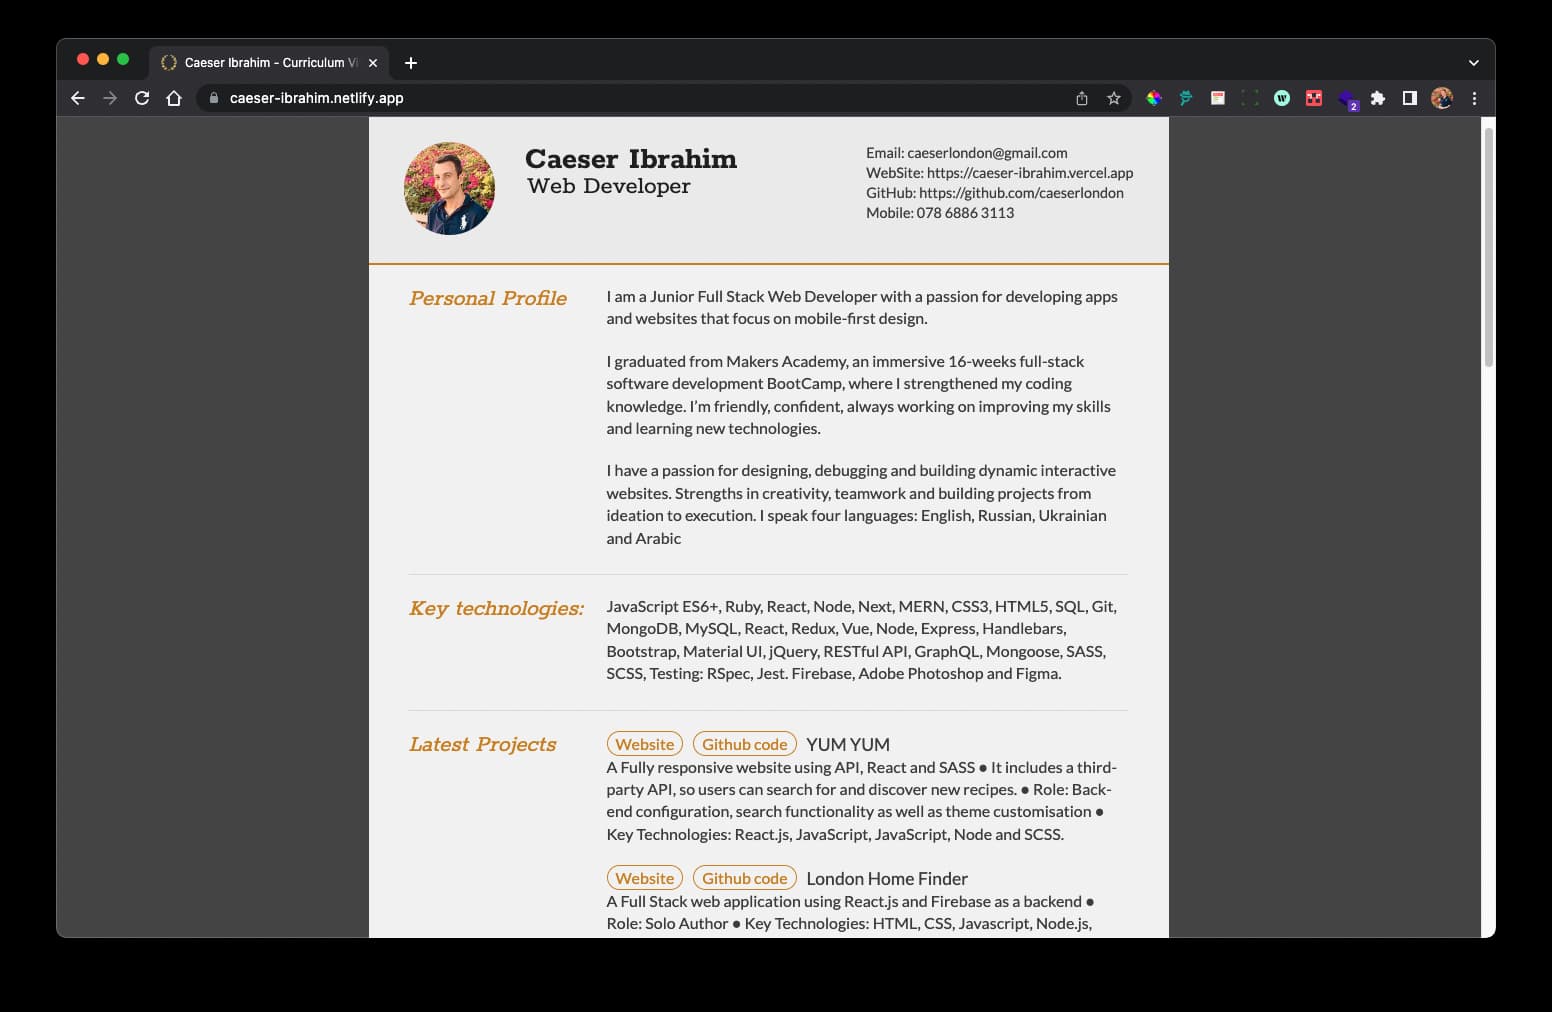 Caeser Ibrahim - Curriculum Vi
caeser-ibrahim.netlify.app
W
2
Caeser Ibrahim
Web Developer
Email: caeserlondon@gmail.com
WebSite: https://caeser-ibrahim.vercel.app
GitHub: https://github.com/caeserlondon
Mobile: 078 6886 3113
Personal Profile
I am a Junior Full Stack Web Developer with a passion for developing apps
and websites that focus on mobile-first design.
I graduated from Makers Academy, an immersive 16-weeks full-stack
software development BootCamp, where I strengthened my coding
knowledge. I’m friendly, confident, always working on improving my skills
and learning new technologies.
I have a passion for designing, debugging and building dynamic interactive
websites. Strengths in creativity, teamwork and building projects from
ideation to execution. I speak four languages: English, Russian, Ukrainian
and Arabic
Key technologies:
JavaScript ES6+, Ruby, React, Node, Next, MERN, CSS3, HTML5, SQL, Git,
MongoDB, MySQL, React, Redux, Vue, Node, Express, Handlebars,
Bootstrap, Material UI, jQuery, RESTful API, GraphQL, Mongoose, SASS,
SCSS, Testing: RSpec, Jest. Firebase, Adobe Photoshop and Figma.
Latest Projects
Website Github code YUM YUM
A Fully responsive website using API, React and SASS ● It includes a third-
party API, so users can search for and discover new recipes. ● Role: Back-
end configuration, search functionality as well as theme customisation ●
Key Technologies: React.js, JavaScript, JavaScript, Node and SCSS.
Website Github code London Home Finder
A Full Stack web application using React.js and Firebase as a backend ●
Role: Solo Author ● Key Technologies: HTML, CSS, Javascript, Node.js,